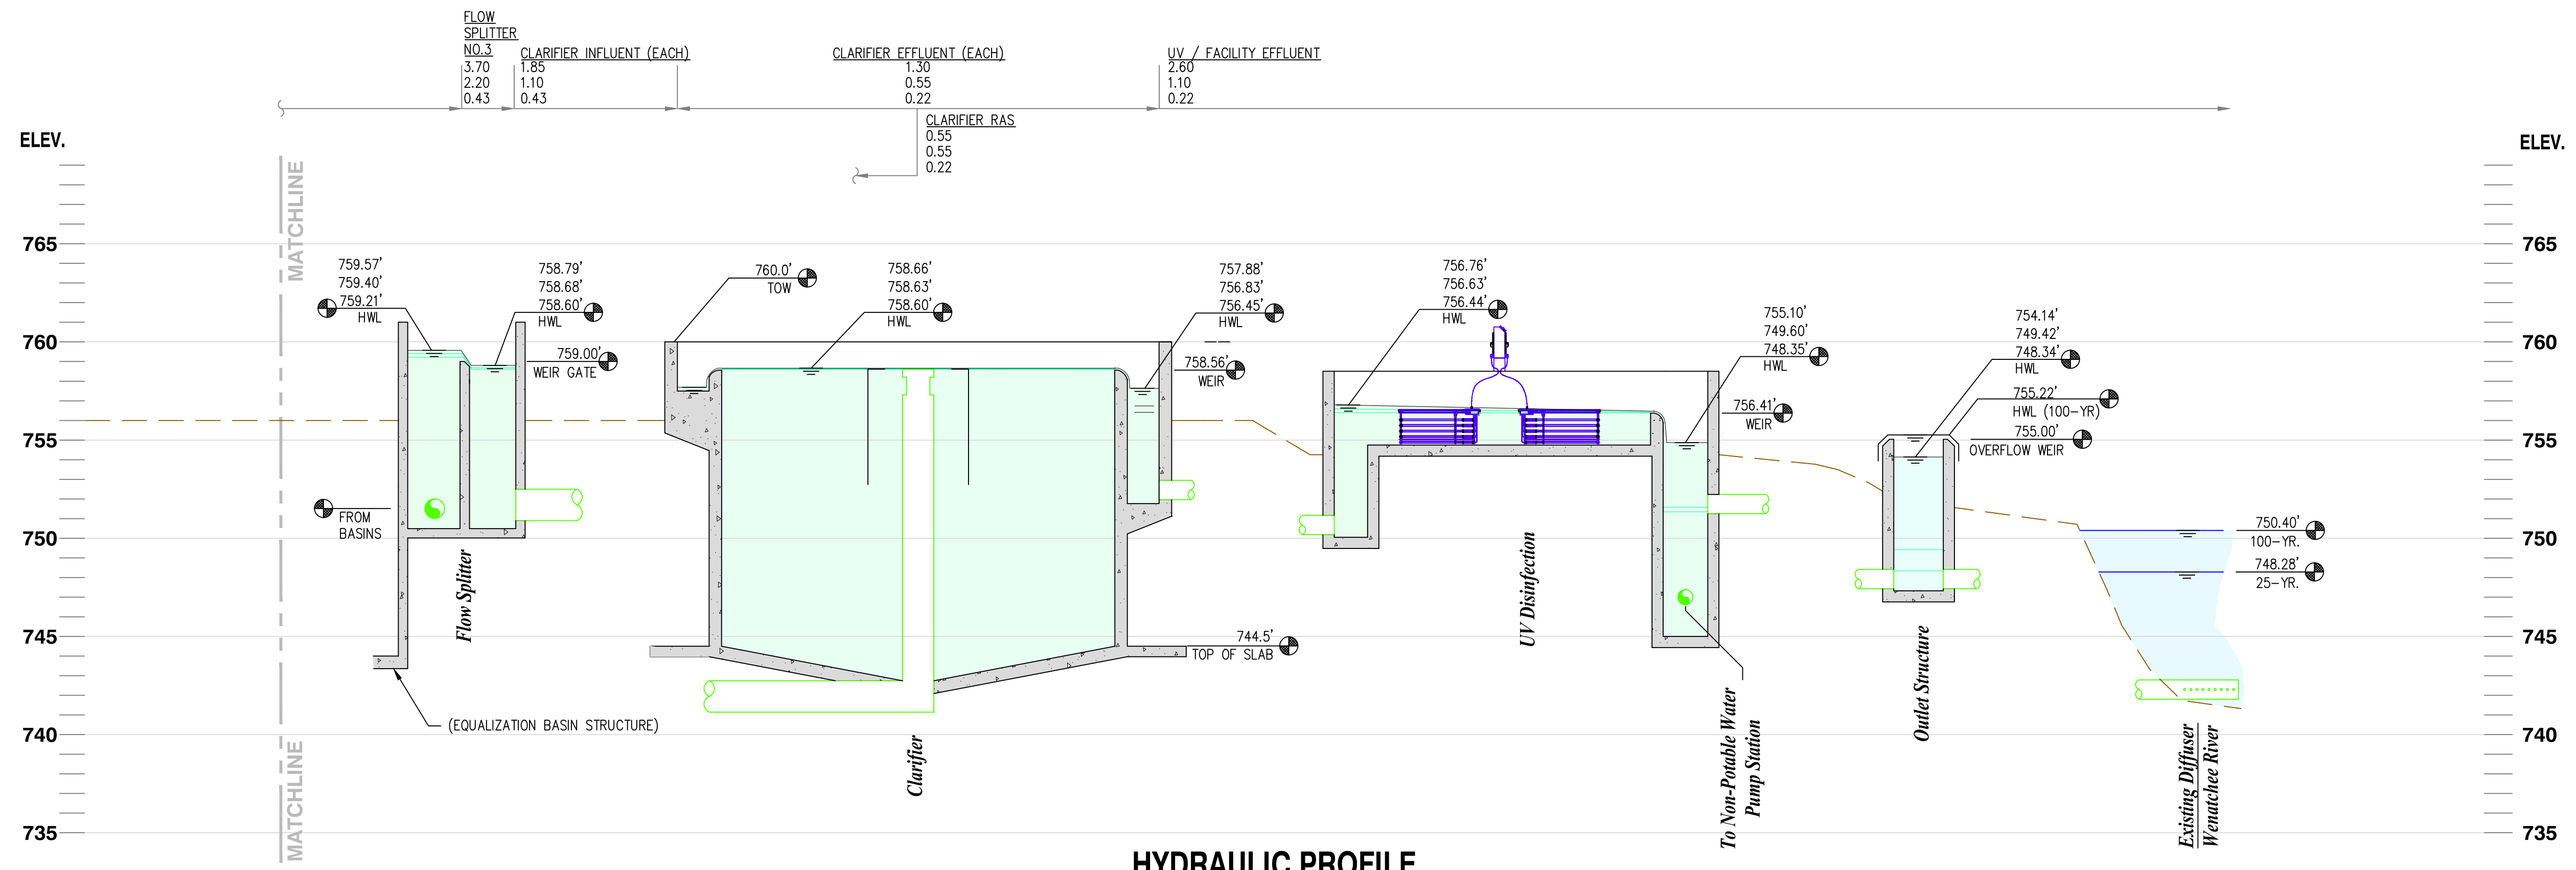 FLOW
SPLITTER
NO.3
3.70
2.20
0.43
CLARIFIER INFLUENT (EACH)
1.85
1.10
0.43
CLARIFIER EFFLUENT (EACH)
1.30
0.55
0.22
UV / FACILITY EFFLUENT
2.60
1.10
0.22
CLARIFIER RAS
0.55
0.55
0.22
ELEV.
ELEV.
MATCHLINE
765
765
760
760
755
755
750
750
745
745
740
740
735
735
759.57'
759.40'
759.21'
HWL
758.79'
758.68'
758.60'
HWL
759.00'
WEIR GATE
760.0'
TOW
758.66'
758.63'
758.60'
HWL
757.88'
756.83'
756.45'
HWL
758.56'
WEIR
756.76'
756.63'
756.44'
HWL
755.10'
749.60'
748.35'
HWL
756.41'
WEIR
754.14'
749.42'
748.34'
HWL
755.22'
HWL (100-YR)
755.00'
OVERFLOW WEIR
FROM
BASINS
750.40'
100-YR.
748.28'
25-YR.
744.5'
TOP OF SLAB
(EQUALIZATION BASIN STRUCTURE)
Flow Splitter
Clarifier
UV Disinfection
To Non-Potable Water
Pump Station
Outlet Structure
Existing Diffuser
Wenatchee River
MATCHLINE
HYDRAULIC PROFILE